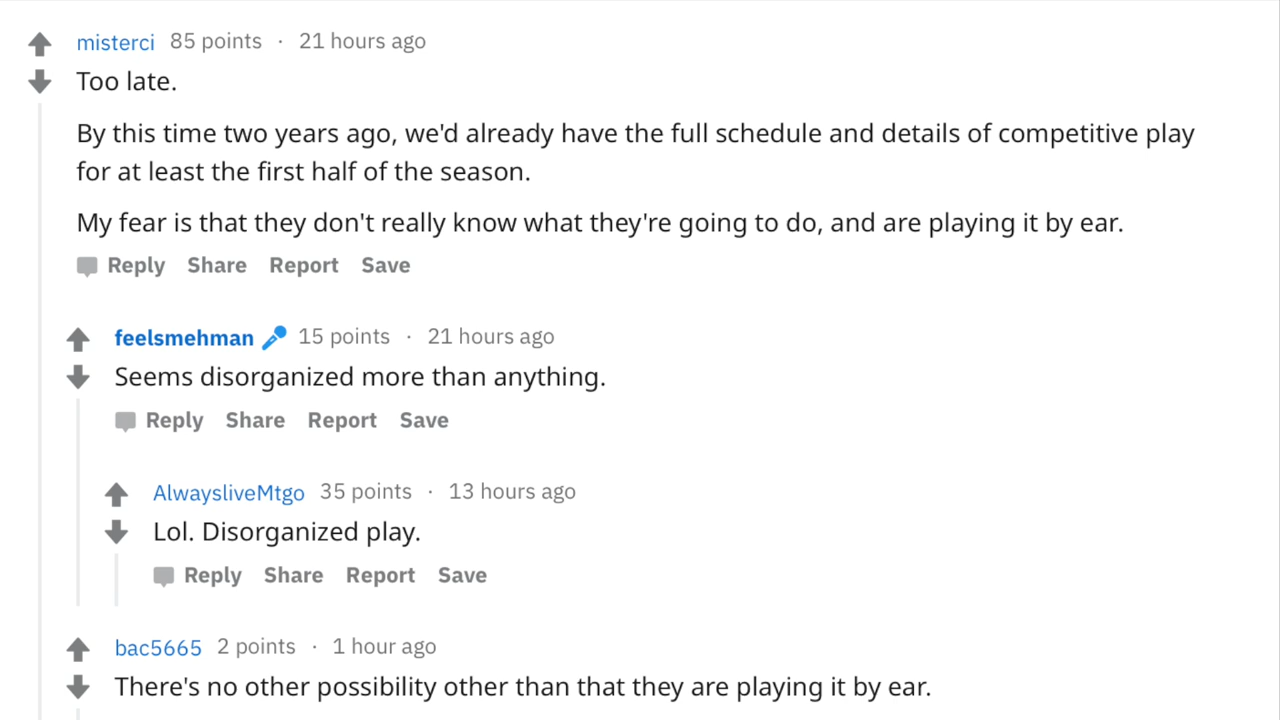 misterci 85 points · 21 hours ago
Too late.
By this time two years ago, we'd already have the full schedule and details of competitive play
for at least the first half of the season.
My fear is that they don't really know what they're going to do, and are playing it by ear.
Reply Share Report Save
feelsmehman 15 points · 21 hours ago
Seems disorganized more than anything.
Reply Share Report Save
AlwaysliveMtgo 35 points · 13 hours ago
Lol. Disorganized play.
Reply Share Report Save
bac5665 2 points · 1 hour ago
There's no other possibility other than that they are playing it by ear.